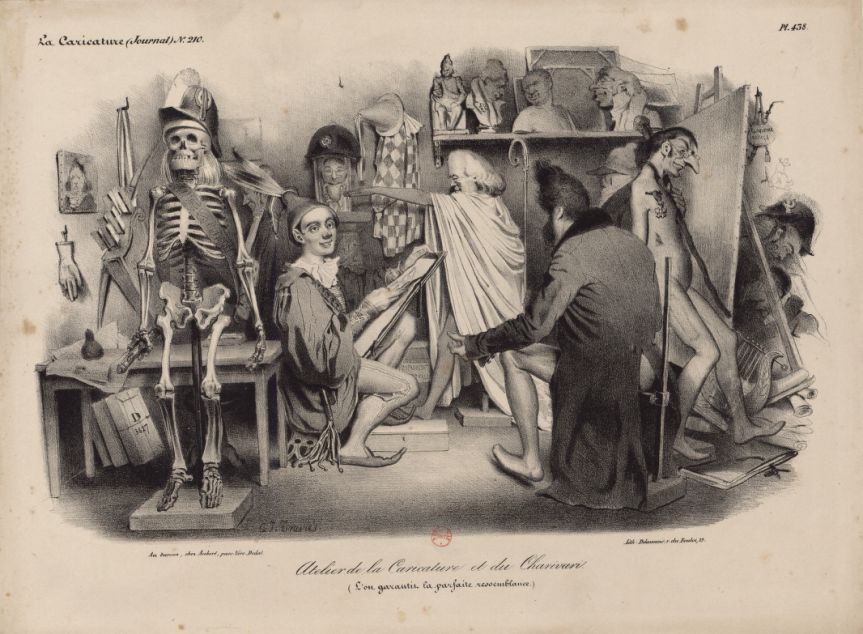 La Caricature (Journal) N° 210.
Pl. 438.
D
Au bureau, chez Aubert, pass. Véro Dodat.
Lith. Delaunois, r. du Bouloi, 19.
Atelier de la Caricature et du Charivari.
(L'on garantit la parfaite ressemblance.)